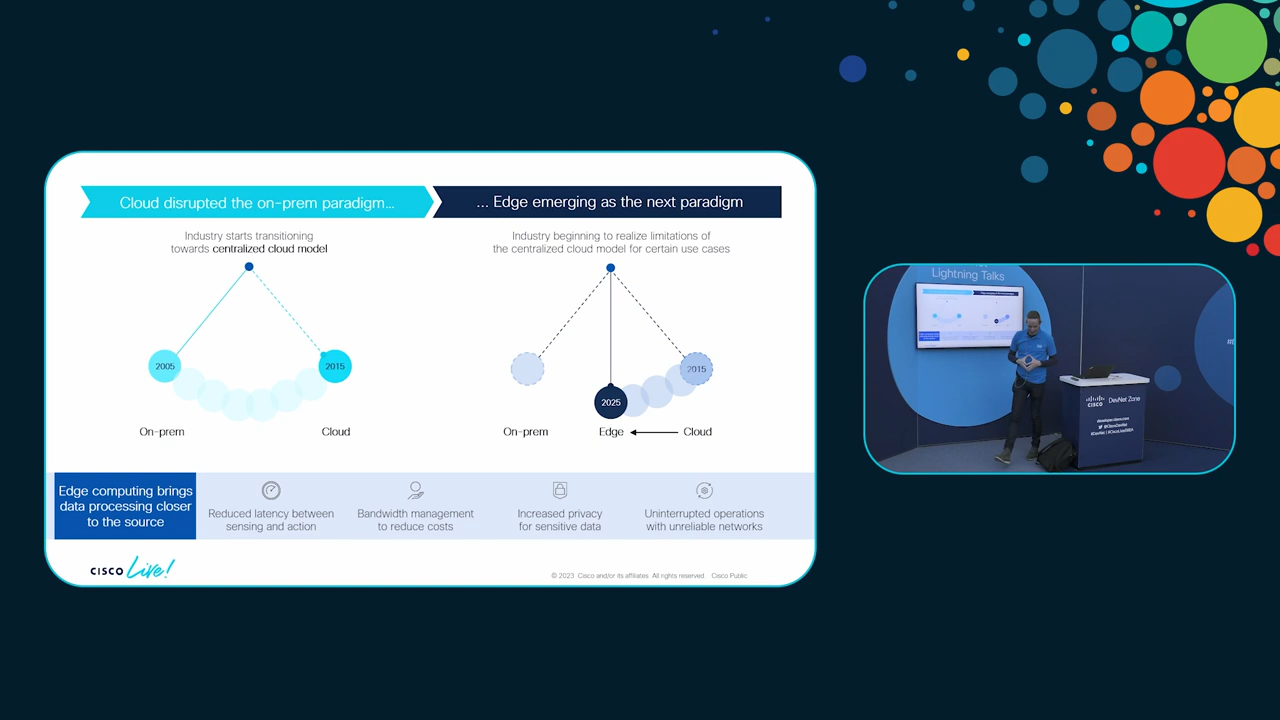 Cloud disrupted the on-prem paradigm...
... Edge emerging as the next paradigm
Industry starts transitioning
towards centralized cloud model
Industry beginning to realize limitations of
the centralized cloud model for certain use cases
2005
2015
2015
2025
On-prem
Cloud
On-prem
Edge
Cloud
Edge computing brings
data processing closer
to the source
Reduced latency between
sensing and action
Bandwidth management
to reduce costs
Increased privacy
for sensitive data
Uninterrupted operations
with unreliable networks
CISCO Live!
© 2023 Cisco and/or its affiliates. All rights reserved. Cisco Public
Lightning Talks
CISCO
DevNet Zone